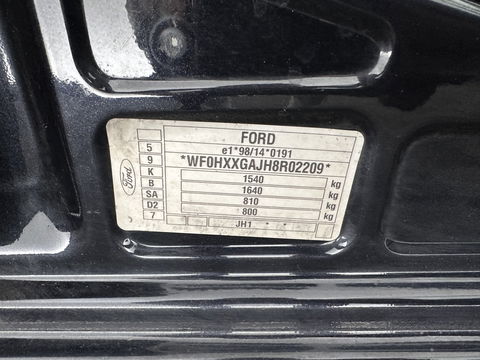 FORD
e1*98/14*0191
*WF0HXXGAJH8R02209*
1540 kg
1640 kg
810 kg
800 kg
JH1
5
9
K
B
SA
D2
7
Ford